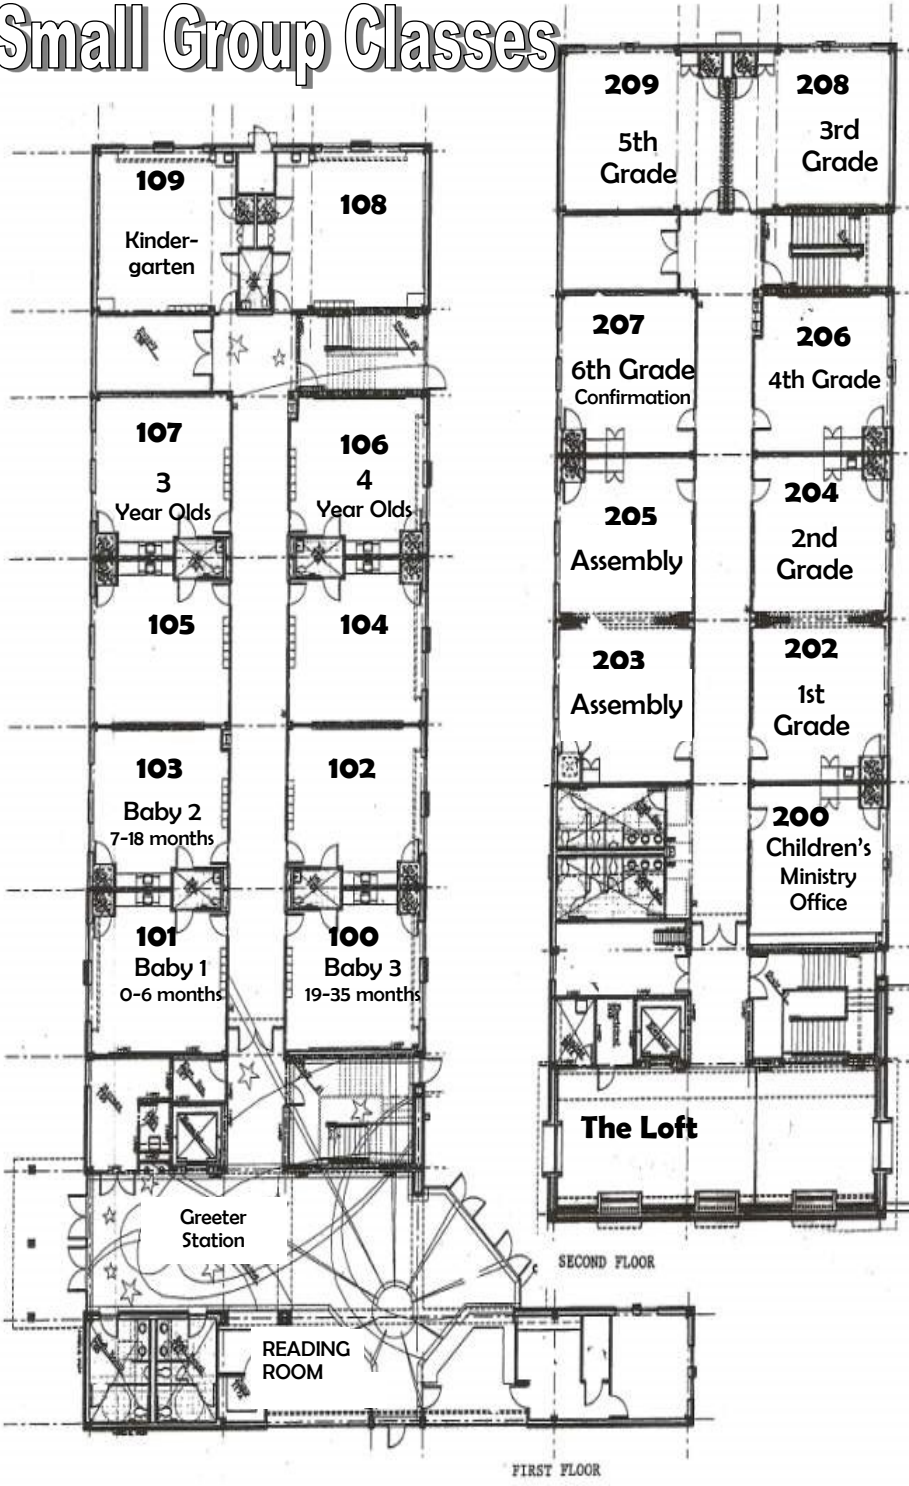 Small Group Classes
109
Kinder-
garten
108
107
3
Year Olds
106
4
Year Olds
105
104
103
Baby 2
7-18 months
102
101
Baby 1
0-6 months
100
Baby 3
19-35 months
Greeter
Station
READING
ROOM
FIRST FLOOR
209
5th
Grade
208
3rd
Grade
207
6th Grade
Confirmation
206
4th Grade
205
Assembly
204
2nd
Grade
203
Assembly
202
1st
Grade
200
Children's
Ministry
Office
The Loft
SECOND FLOOR